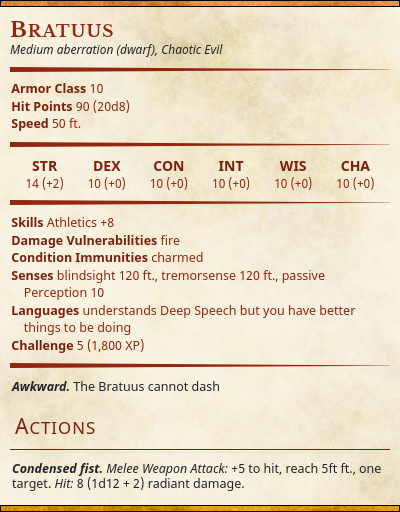 Bratuus
Medium aberration (dwarf), Chaotic Evil
Armor Class 10
Hit Points 90 (20d8)
Speed 50 ft.
STR DEX CON INT WIS CHA
14 (+2) 10 (+0) 10 (+0) 10 (+0) 10 (+0) 10 (+0)
Skills Athletics +8
Damage Vulnerabilities fire
Condition Immunities charmed
Senses blindsight 120 ft., tremorsense 120 ft., passive
Perception 10
Languages understands Deep Speech but you have better
things to be doing
Challenge 5 (1,800 XP)
Awkward. The Bratuus cannot dash
Actions
Condensed fist. Melee Weapon Attack: +5 to hit, reach 5ft ft., one
target. Hit: 8 (1d12 + 2) radiant damage.